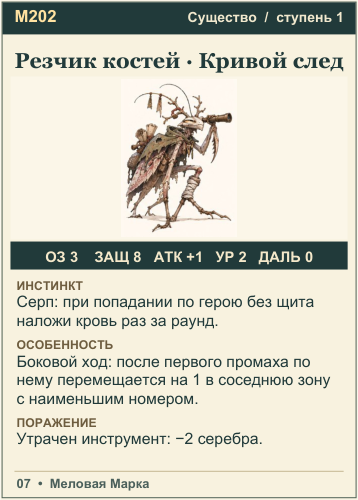 М202
Существо / ступень 1
Резчик костей · Кривой след
ОЗ 3 ЗАЩ 8 АТК +1 УР 2 ДАЛЬ 0
ИНСТИНКТ
Серп: при попадании по герою без щита
наложи кровь раз за раунд.
ОСОБЕННОСТЬ
Боковой ход: после первого промаха по
нему перемещается на 1 в соседнюю зону
с наименьшим номером.
ПОРАЖЕНИЕ
Утрачен инструмент: −2 серебра.
07 • Меловая Марка